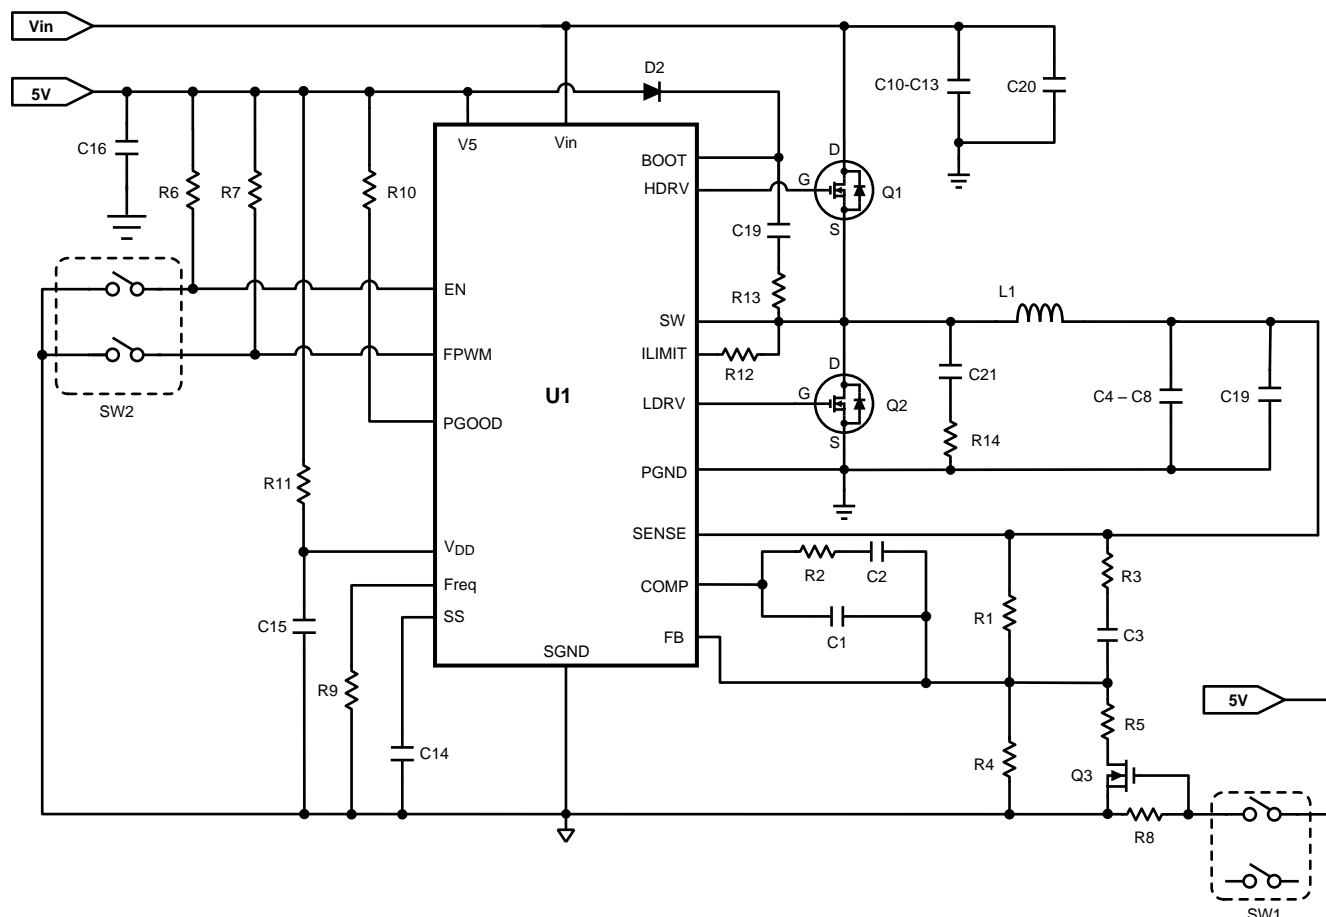 Vin
5V
D2
C10-C13
C20
C16
V5
Vin
BOOT
HDRV
D
G
Q1
S
R6
R7
R10
C19
R13
EN
SW
L1
FPWM
ILIMIT
R12
SW2
U1
LDRV
D
G
Q2
S
C21
C4 – C8
C19
PGOOD
R14
PGND
R11
SENSE
VDD
R2
C2
R3
Freq
COMP
SS
C15
C1
R1
FB
C3
SGND
R9
5V
R5
C14
R4
Q3
R8
SW1